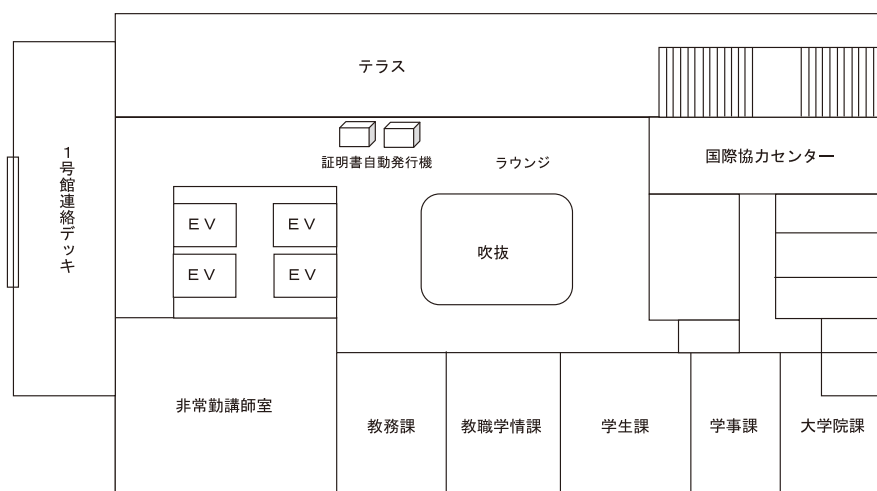 テラス
1号館連絡デッキ
証明書自動発行機
ラウンジ
国際協力センター
EV
EV
EV
EV
吹抜
非常勤講師室
教務課
教職学情課
学生課
学事課
大学院課